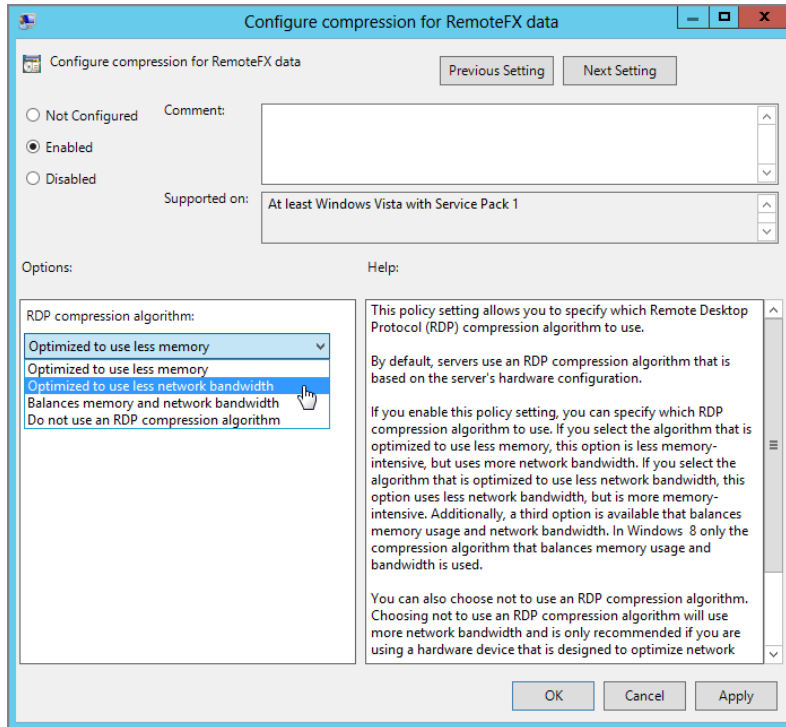 Configure compression for RemoteFX data
Configure compression for RemoteFX data
Previous Setting
Next Setting
Not Configured
Comment:
Enabled
Disabled
Supported on:
At least Windows Vista with Service Pack 1
Options:
Help:
RDP compression algorithm:
Optimized to use less memory
Optimized to use less memory
Optimized to use less network bandwidth
Balances memory and network bandwidth
Do not use an RDP compression algorithm
This policy setting allows you to specify which Remote Desktop
Protocol (RDP) compression algorithm to use.
By default, servers use an RDP compression algorithm that is
based on the server's hardware configuration.
If you enable this policy setting, you can specify which RDP
compression algorithm to use. If you select the algorithm that is
optimized to use less memory, this option is less memory-
intensive, but uses more network bandwidth. If you select the
algorithm that is optimized to use less network bandwidth, this
option uses less network bandwidth, but is more memory-
intensive. Additionally, a third option is available that balances
memory usage and network bandwidth. In Windows  8 only the
compression algorithm that balances memory usage and
bandwidth is used.
You can also choose not to use an RDP compression algorithm.
Choosing not to use an RDP compression algorithm will use
more network bandwidth and is only recommended if you are
using a hardware device that is designed to optimize network
OK
Cancel
Apply